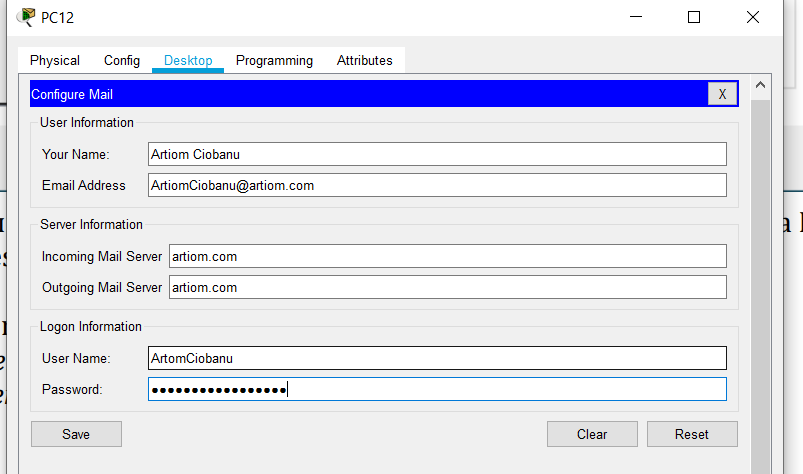 PC12
Physical Config Desktop Programming Attributes
Configure Mail X
User Information
Your Name: Artiom Ciobanu
Email Address ArtiomCiobanu@artiom.com
Server Information
Incoming Mail Server artiom.com
Outgoing Mail Server artiom.com
Logon Information
User Name: ArtomCiobanu
Password: ●●●●●●●●●●●●●●●●●
Save Clear Reset